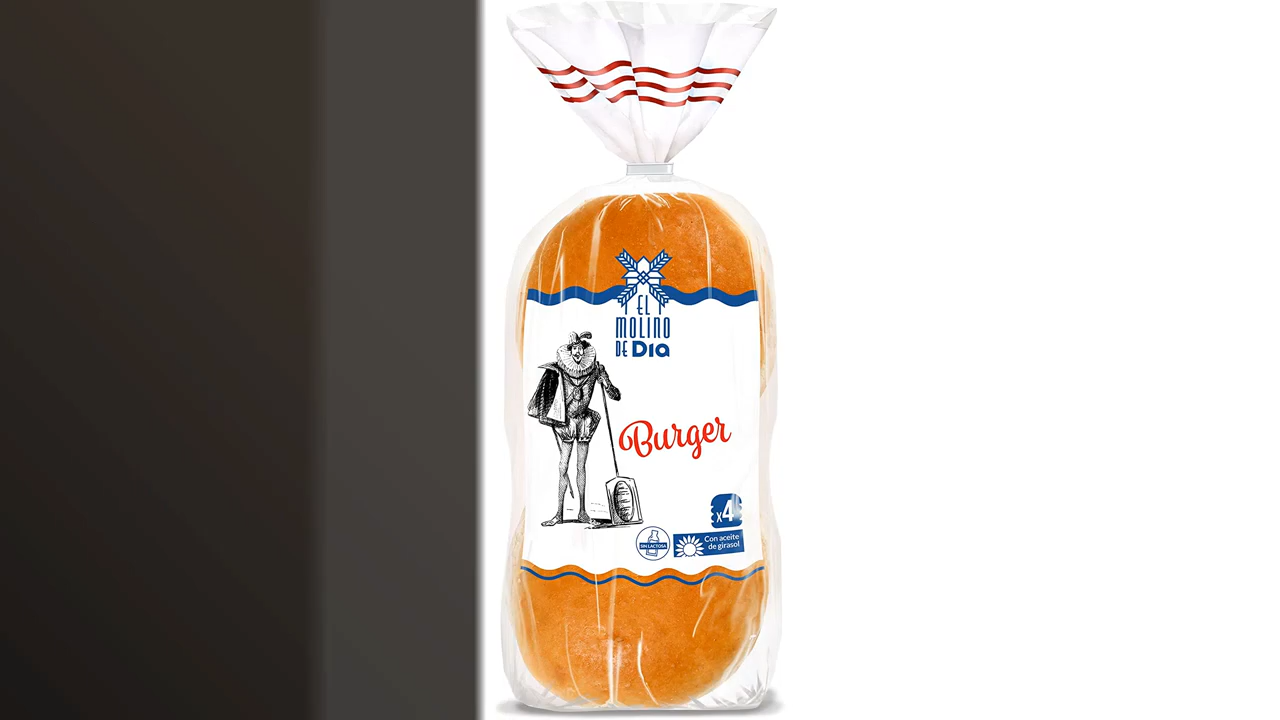 EL
MOLINO
DE Dia
Burger
x4
SIN LACTOSA
Con aceite
de girasol